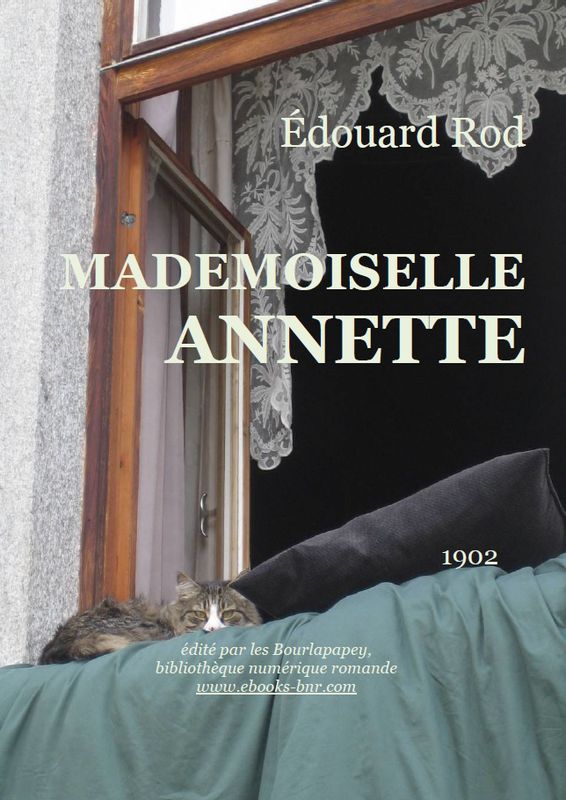 Édouard Rod
MADEMOISELLE
ANNETTE
1902
édité par les Bourlapapey,
bibliothèque numérique romande
www.ebooks-bnr.com